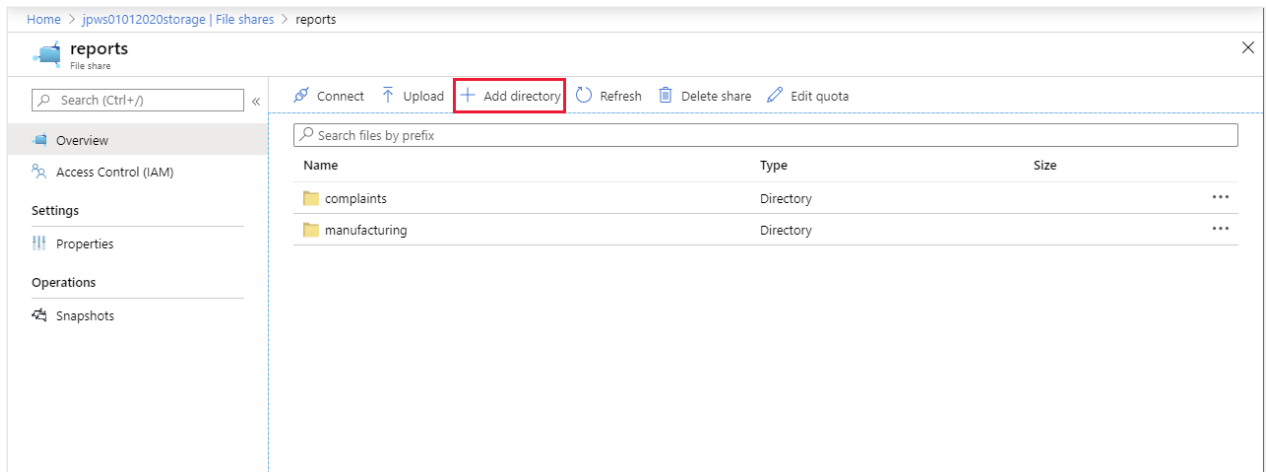 Home > jpws01012020storage | File shares > reports
reports
File share
Search (Ctrl+/)
«
Overview
Access Control (IAM)
Settings
Properties
Operations
Snapshots
Connect Upload Add directory Refresh Delete share Edit quota
Search files by prefix
Name Type Size
complaints Directory
manufacturing Directory